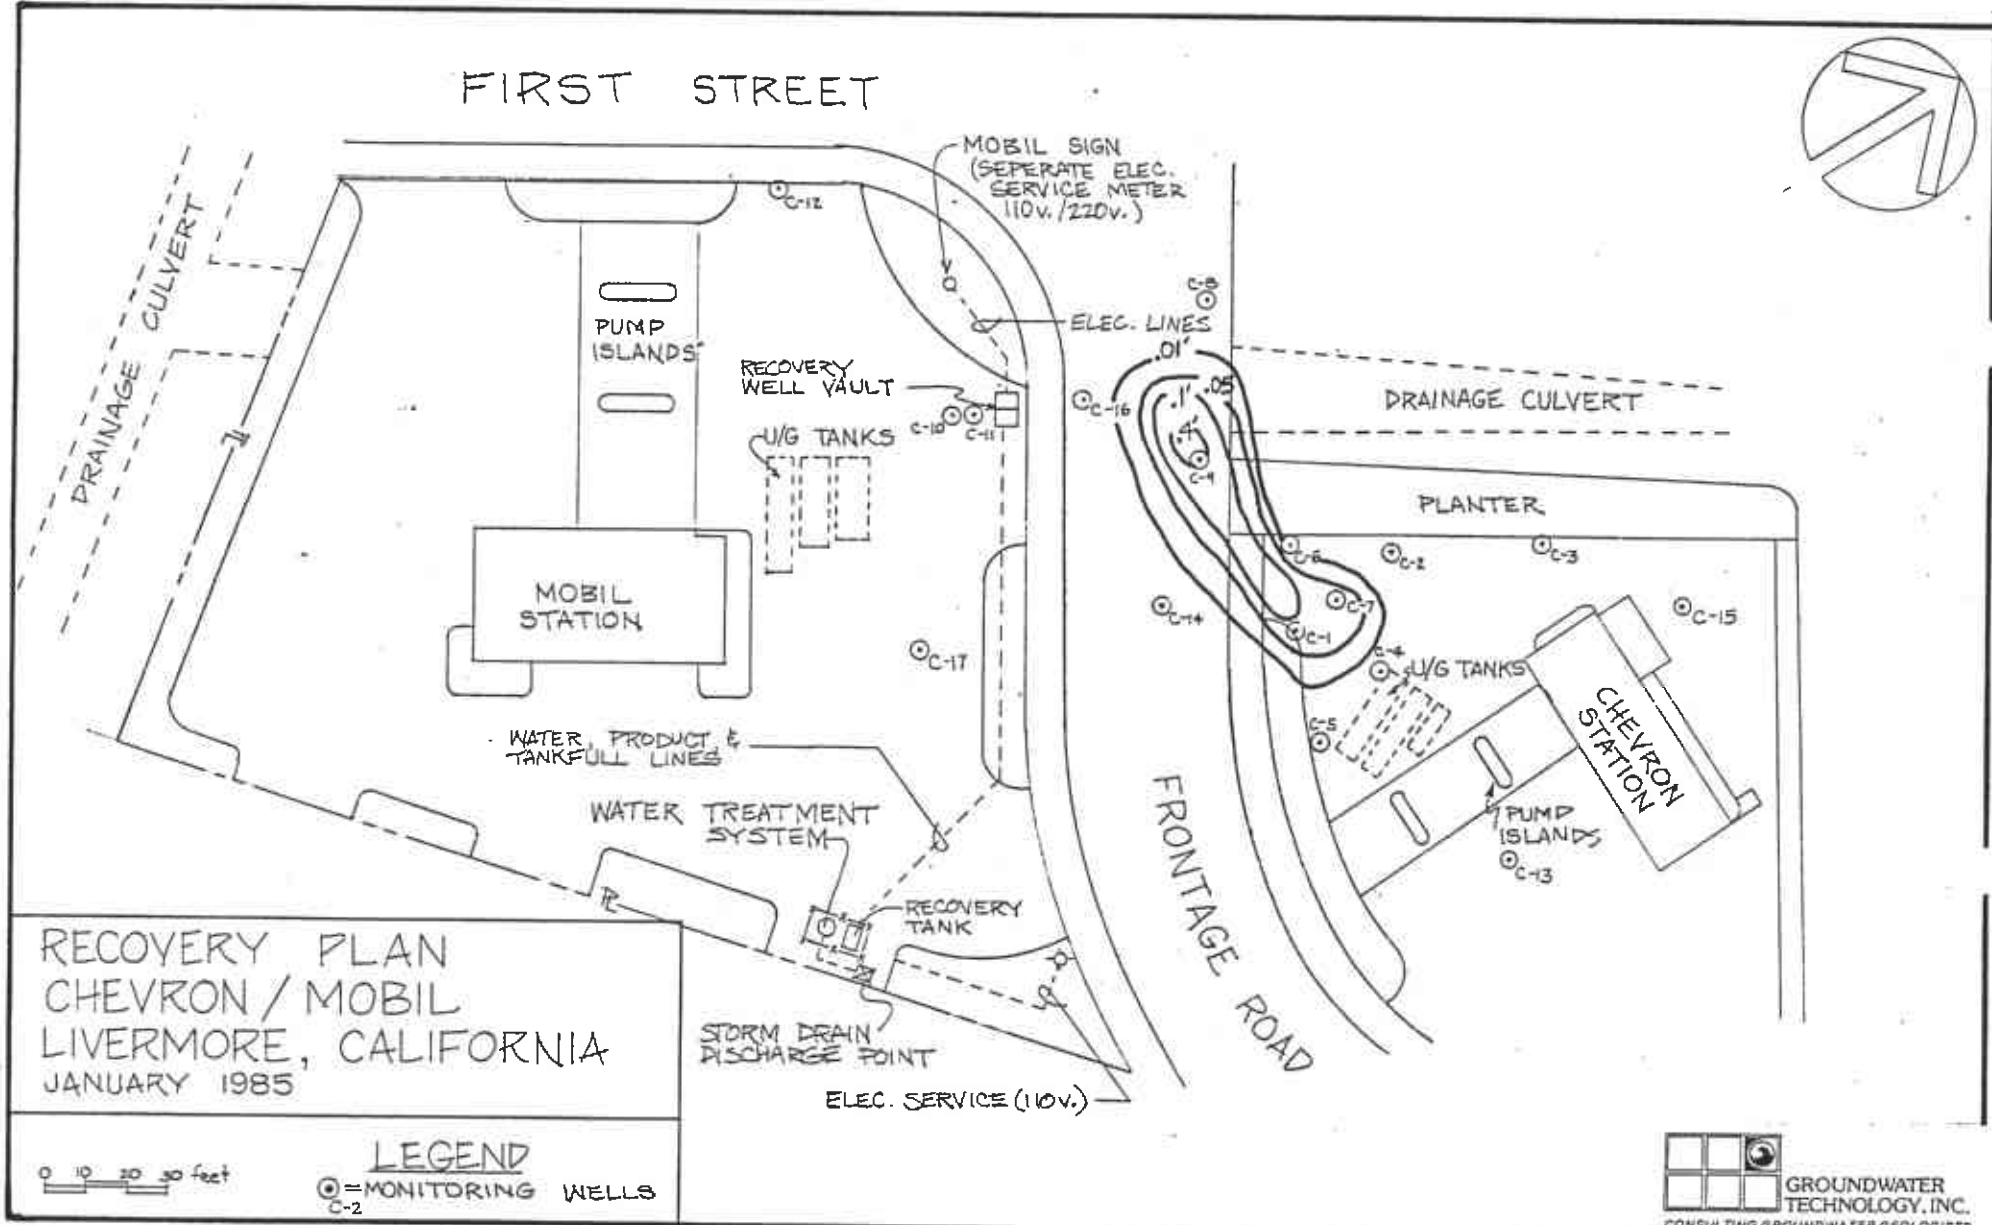 FIRST STREET
MOBIL SIGN
(SEPERATE ELEC.
SERVICE METER
110V./220V.)
C-12
DRAINAGE CULVERT
C-8
PUMP
ISLANDS
ELEC. LINES
.01'
RECOVERY
WELL VAULT
.05
.1'
.4'
C-16
DRAINAGE CULVERT
C-10
C-11
U/G TANKS
C-9
PLANTER
C-6
C-2
C-3
MOBIL
STATION
C-14
C-7
C-15
C-1
C-17
C-4
U/G TANKS
CHEVRON
STATION
C-5
WATER, PRODUCT &
TANKFULL LINES
WATER TREATMENT
SYSTEM
PUMP
ISLANDS
C-13
FRONTAGE ROAD
PL
RECOVERY
TANK
STORM DRAIN
DISCHARGE POINT
ELEC. SERVICE (110V.)
RECOVERY PLAN
CHEVRON / MOBIL
LIVERMORE, CALIFORNIA
JANUARY 1985
LEGEND
0 10 20 30 feet
=MONITORING WELLS
C-2
GROUNDWATER
TECHNOLOGY, INC.
CONSULTING GROUNDWATER GEOLOGISTS